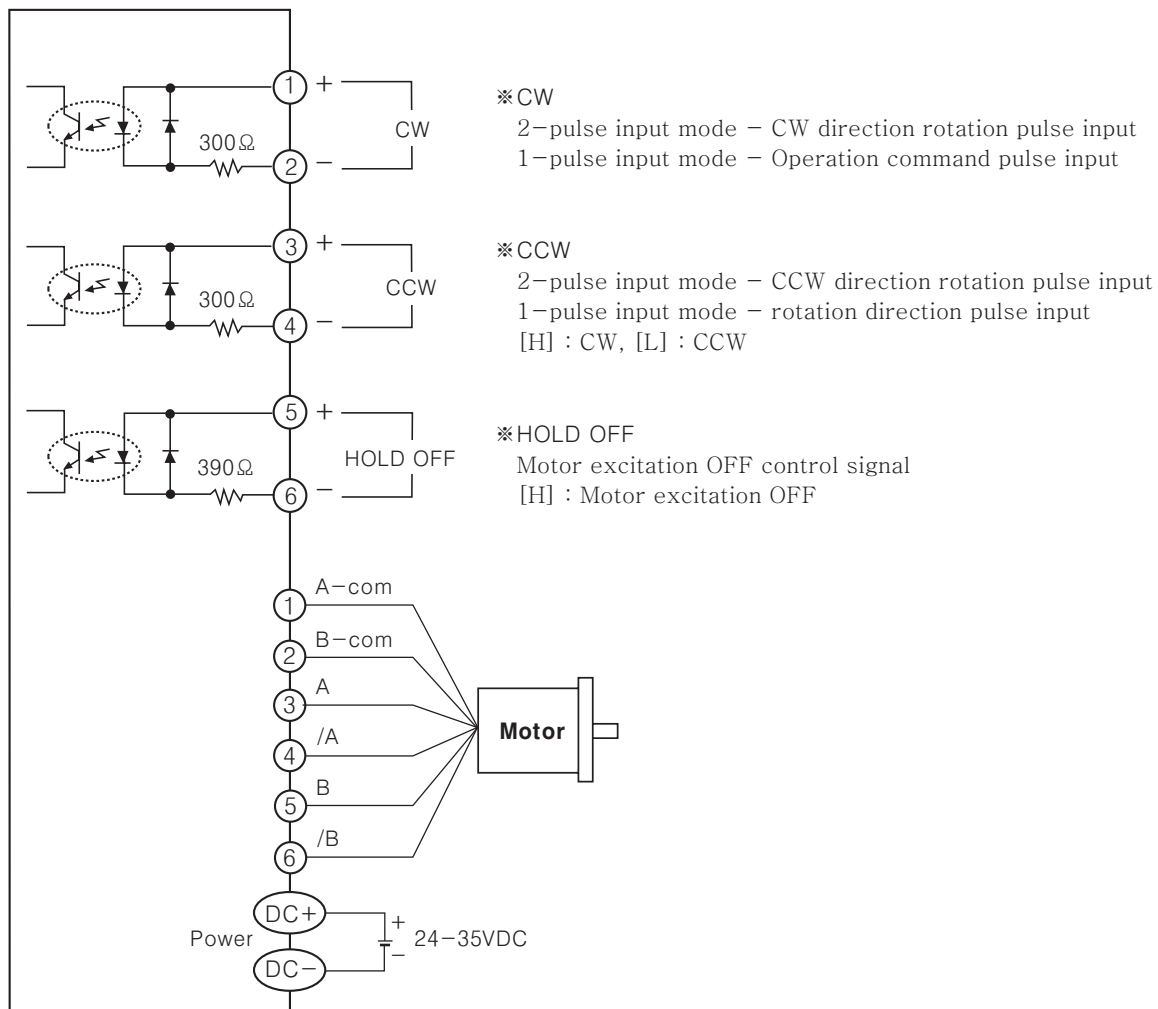 1 +
CW
300Ω
2 −
※CW
2−pulse input mode − CW direction rotation pulse input
1−pulse input mode − Operation command pulse input
3 +
CCW
300Ω
4 −
※CCW
2−pulse input mode − CCW direction rotation pulse input
1−pulse input mode − rotation direction pulse input
[H] : CW, [L] : CCW
5 +
HOLD OFF
390Ω
6 −
※HOLD OFF
Motor excitation OFF control signal
[H] : Motor excitation OFF
1 A−com
2 B−com
3 A
4 /A
5 B
6 /B
Motor
DC+
Power
DC−
+
24−35VDC
−